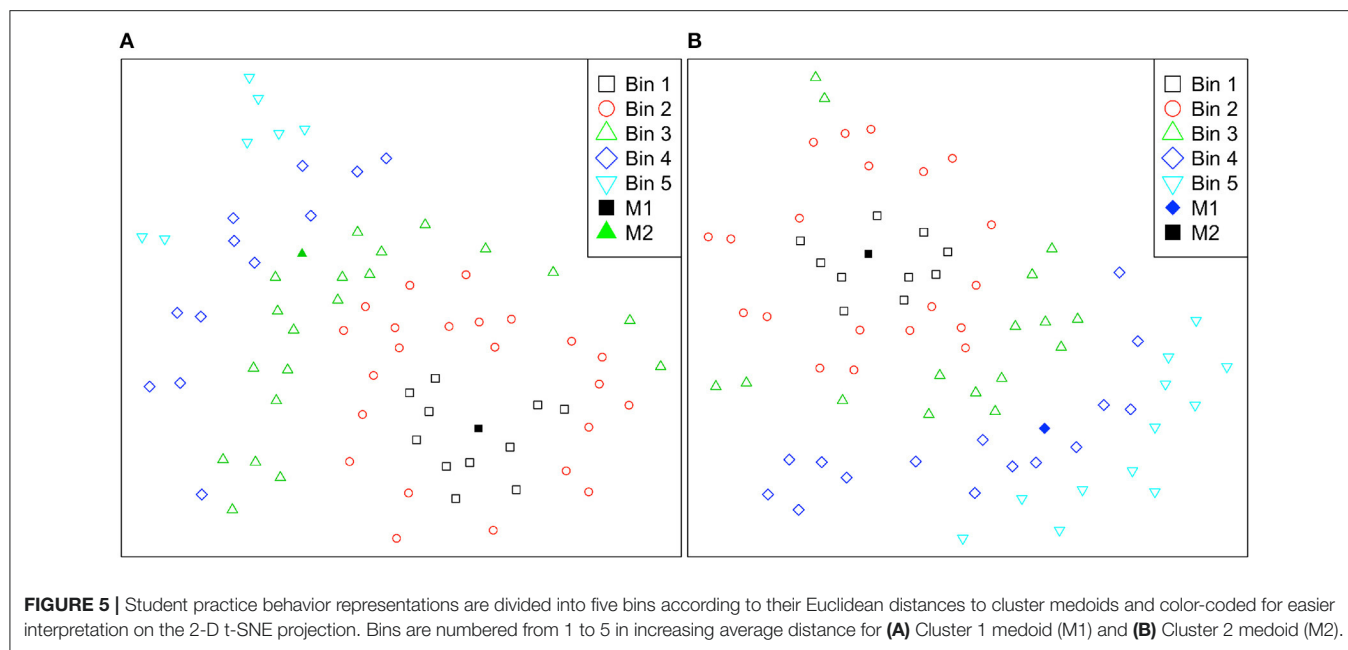 A
B
Bin 1
Bin 2
Bin 3
Bin 4
Bin 5
M1
M2
Bin 1
Bin 2
Bin 3
Bin 4
Bin 5
M1
M2
FIGURE 5 | Student practice behavior representations are divided into five bins according to their Euclidean distances to cluster medoids and color-coded for easier
interpretation on the 2-D t-SNE projection. Bins are numbered from 1 to 5 in increasing average distance for (A) Cluster 1 medoid (M1) and (B) Cluster 2 medoid (M2).